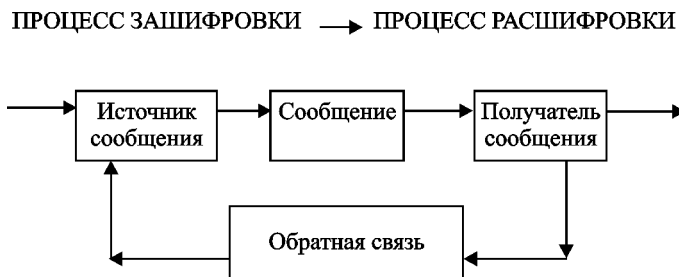 ПРОЦЕСС ЗАШИФРОВКИ → ПРОЦЕСС РАСШИФРОВКИ
Источник сообщения
Сообщение
Получатель сообщения
Обратная связь